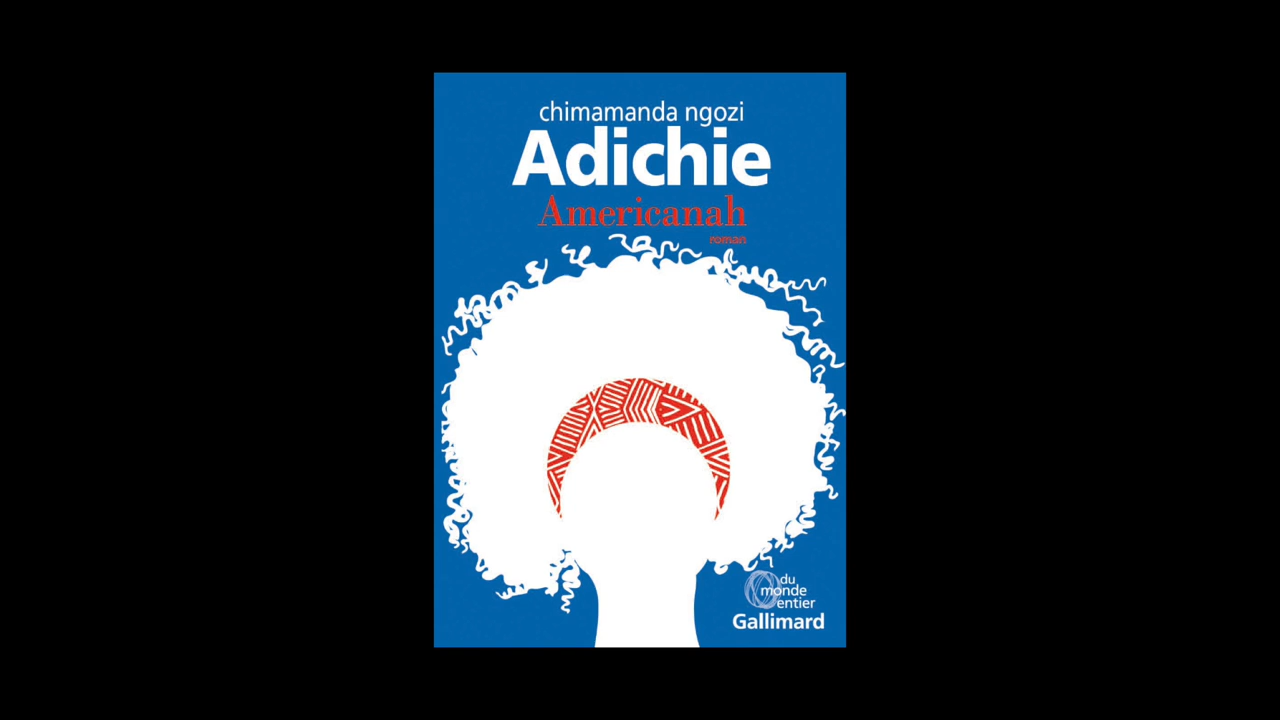 chimamanda ngozi
Adichie
Americanah
roman
du
monde
entier
Gallimard